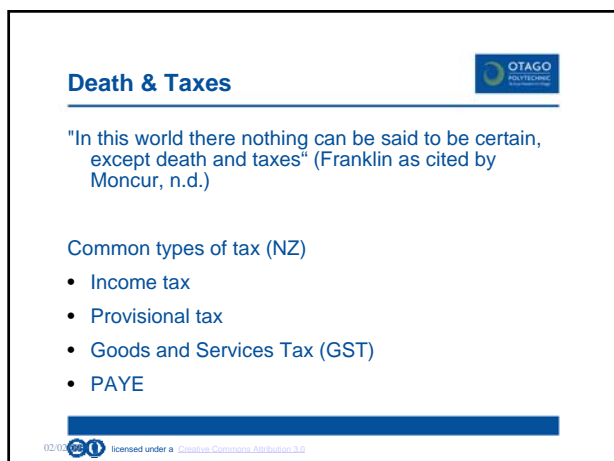 OTAGO
POLYTECHNIC
Death & Taxes
"In this world there nothing can be said to be certain,
except death and taxes“ (Franklin as cited by
Moncur, n.d.)
Common types of tax (NZ)
• Income tax
• Provisional tax
• Goods and Services Tax (GST)
• PAYE
02/02
licensed under a Creative Commons Attribution 3.0